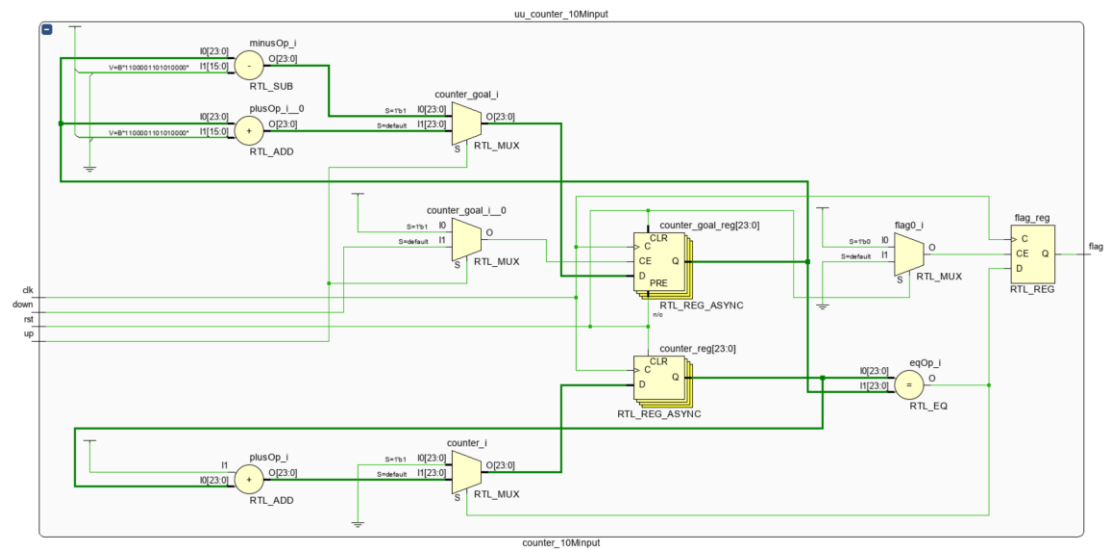 uu_counter_10Minput
minusOp_i
I0[23:0]
V=B"1100001101010000" I1[15:0]
-
O[23:0]
RTL_SUB
plusOp_i__0
I0[23:0]
V=B"1100001101010000" I1[15:0]
+
O[23:0]
RTL_ADD
counter_goal_i
S=1'b1 I0[23:0]
S=default I1[23:0]
O[23:0]
S
RTL_MUX
counter_goal_i__0
S=1'b1 I0
S=default I1
O
S
RTL_MUX
counter_goal_reg[23:0]
CLR
C
CE
D
Q
PRE
RTL_REG_ASYNC
n/c
flag0_i
S=1'b0 I0
S=default I1
O
S
RTL_MUX
flag_reg
C
CE
D
Q
RTL_REG
flag
clk
down
rst
up
counter_reg[23:0]
CLR
C
D
Q
RTL_REG_ASYNC
eqOp_i
I0[23:0]
I1[23:0]
=
O
RTL_EQ
plusOp_i
I1
I0[23:0]
+
O[23:0]
RTL_ADD
counter_i
S=1'b1 I0[23:0]
S=default I1[23:0]
O[23:0]
S
RTL_MUX
counter_10Minput